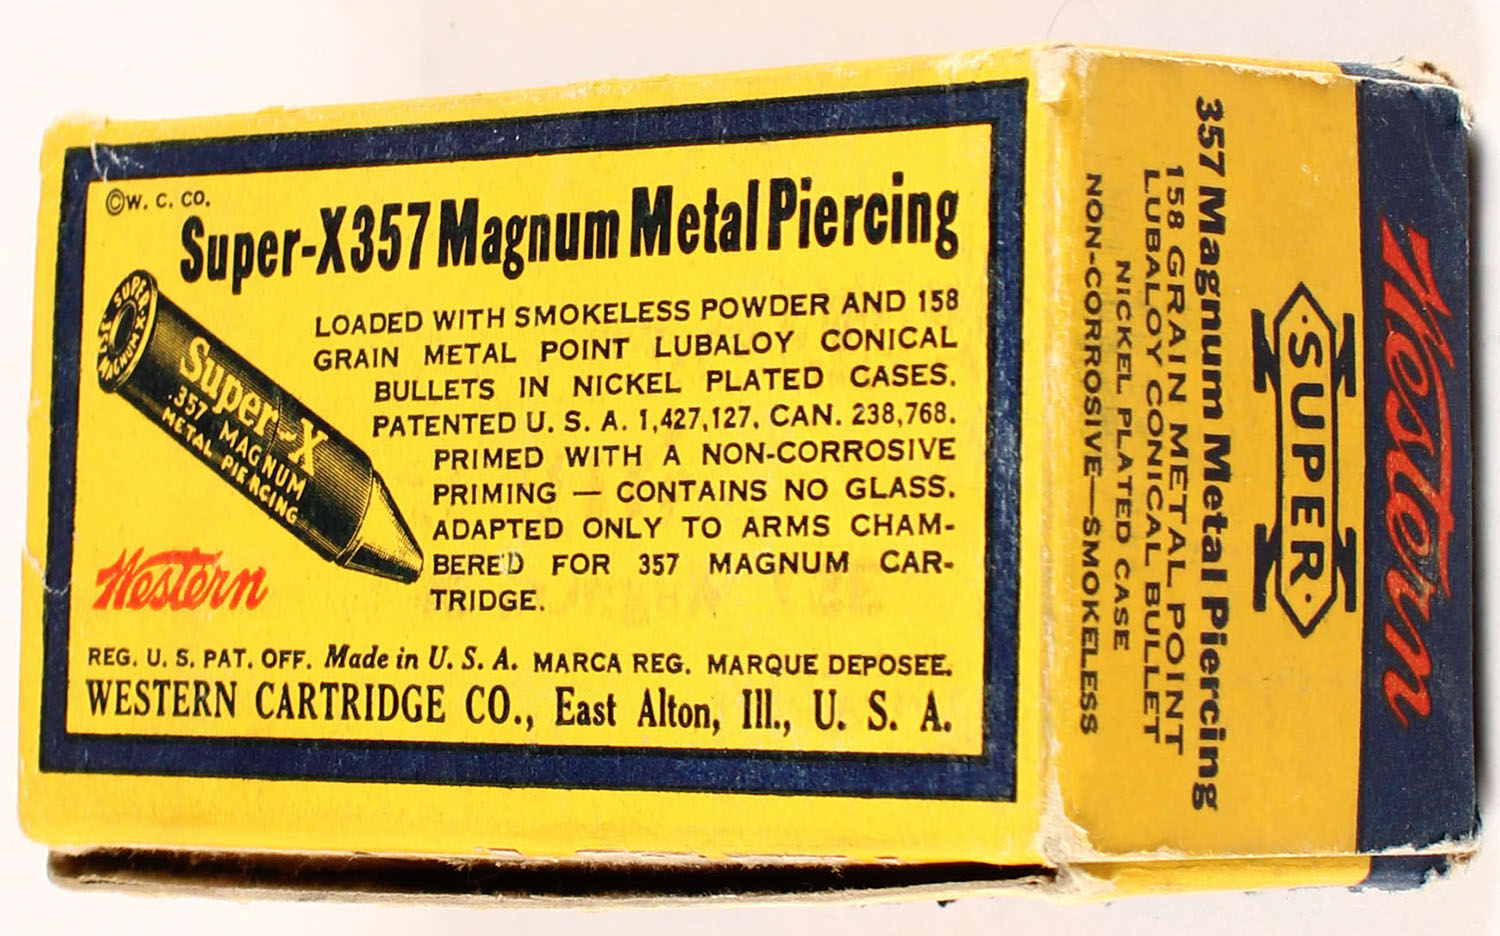 ©W. C. CO.
Super-X 357 Magnum Metal Piercing
LOADED WITH SMOKELESS POWDER AND 158
GRAIN METAL POINT LUBALOY CONICAL
BULLETS IN NICKEL PLATED CASES.
PATENTED U. S. A. 1,427,127, CAN. 238,768.
PRIMED WITH A NON-CORROSIVE
PRIMING — CONTAINS NO GLASS.
ADAPTED ONLY TO ARMS CHAM-
BERED FOR 357 MAGNUM CAR-
TRIDGE.
SUPER-X
357
MAGNUM
Super-X
.357 MAGNUM
METAL PIERCING
Western
REG. U. S. PAT. OFF. Made in U. S. A. MARCA REG. MARQUE DEPOSEE.
WESTERN CARTRIDGE CO., East Alton, Ill., U. S. A.
Western
SUPER
X
357 Magnum Metal Piercing
158 GRAIN METAL POINT
LUBALOY CONICAL BULLET
NICKEL PLATED CASE
NON-CORROSIVE—SMOKELESS